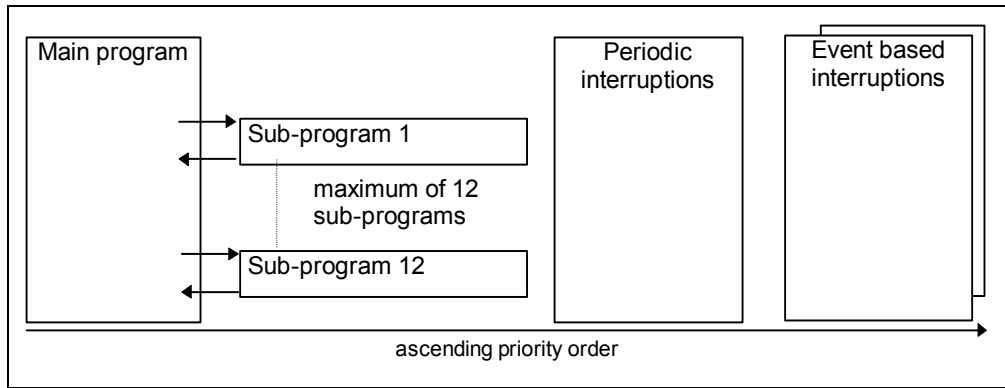 Main program
Periodic
interruptions
Event based
interruptions
Sub-program 1
maximum of 12
sub-programs
Sub-program 12
ascending priority order